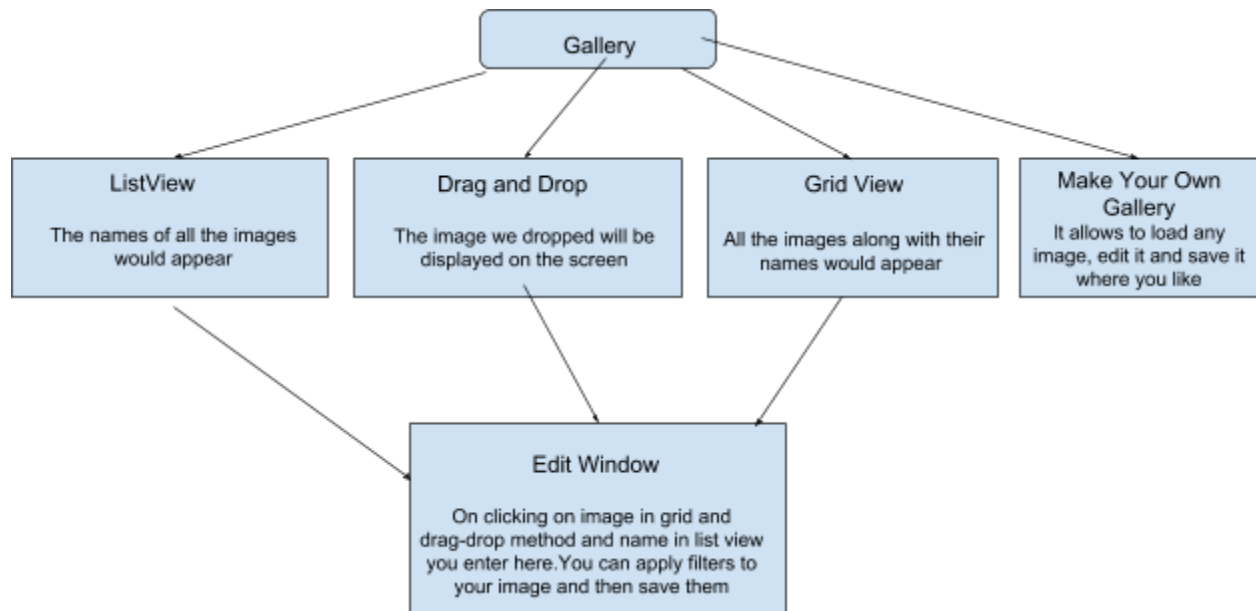 Gallery
ListView
The names of all the images
would appear
Drag and Drop
The image we dropped will be
displayed on the screen
Grid View
All the images along with their
names would appear
Make Your Own
Gallery
It allows to load any
image, edit it and save it
where you like
Edit Window
On clicking on image in grid and
drag-drop method and name in list view
you enter here.You can apply filters to
your image and then save them